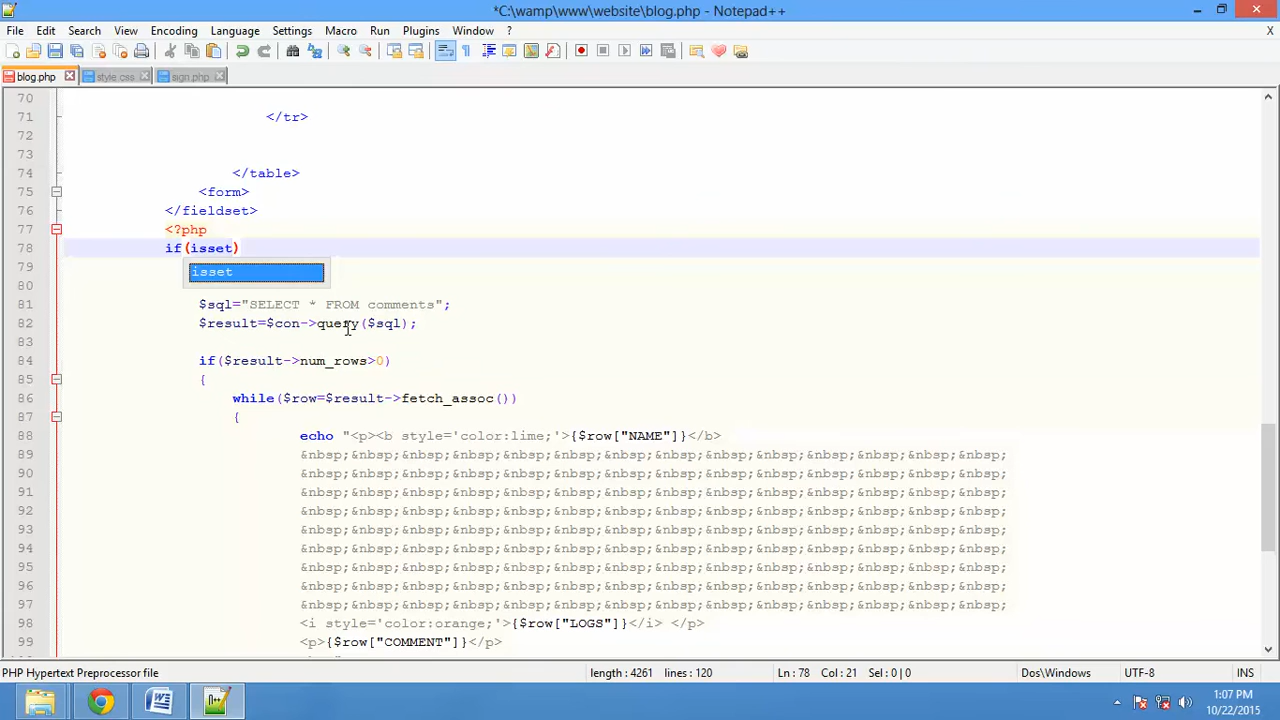 *C:\wamp\www\website\blog.php - Notepad++
File Edit Search View Encoding Language Settings Macro Run Plugins Window ? X
blog.php style css sign.php
70
71 </tr>
72
73
74 </table>
75 <form>
76 </fieldset>
77 <?php
78 if(isset)
79 isset
80
81 $sql="SELECT * FROM comments";
82 $result=$con->query($sql);
83
84 if($result->num_rows>0)
85 {
86 while($row=$result->fetch_assoc())
87 {
88 echo "<p><b style='color:lime;'>{$row["NAME"]}</b>
89 &nbsp;&nbsp;&nbsp;&nbsp;&nbsp;&nbsp;&nbsp;&nbsp;&nbsp;&nbsp;&nbsp;&nbsp;&nbsp;&nbsp;
90 &nbsp;&nbsp;&nbsp;&nbsp;&nbsp;&nbsp;&nbsp;&nbsp;&nbsp;&nbsp;&nbsp;&nbsp;&nbsp;&nbsp;
91 &nbsp;&nbsp;&nbsp;&nbsp;&nbsp;&nbsp;&nbsp;&nbsp;&nbsp;&nbsp;&nbsp;&nbsp;&nbsp;&nbsp;
92 &nbsp;&nbsp;&nbsp;&nbsp;&nbsp;&nbsp;&nbsp;&nbsp;&nbsp;&nbsp;&nbsp;&nbsp;&nbsp;&nbsp;
93 &nbsp;&nbsp;&nbsp;&nbsp;&nbsp;&nbsp;&nbsp;&nbsp;&nbsp;&nbsp;&nbsp;&nbsp;&nbsp;&nbsp;
94 &nbsp;&nbsp;&nbsp;&nbsp;&nbsp;&nbsp;&nbsp;&nbsp;&nbsp;&nbsp;&nbsp;&nbsp;&nbsp;&nbsp;
95 &nbsp;&nbsp;&nbsp;&nbsp;&nbsp;&nbsp;&nbsp;&nbsp;&nbsp;&nbsp;&nbsp;&nbsp;&nbsp;&nbsp;
96 &nbsp;&nbsp;&nbsp;&nbsp;&nbsp;&nbsp;&nbsp;&nbsp;&nbsp;&nbsp;&nbsp;&nbsp;&nbsp;&nbsp;
97 &nbsp;&nbsp;&nbsp;&nbsp;&nbsp;&nbsp;&nbsp;&nbsp;&nbsp;&nbsp;&nbsp;&nbsp;&nbsp;&nbsp;
98 <i style='color:orange;'>{$row["LOGS"]}</i> </p>
99 <p>{$row["COMMENT"]}</p>
PHP Hypertext Preprocessor file length : 4261 lines : 120 Ln : 78 Col : 21 Sel : 0 | 0 Dos\Windows UTF-8 INS
1:07 PM
10/22/2015